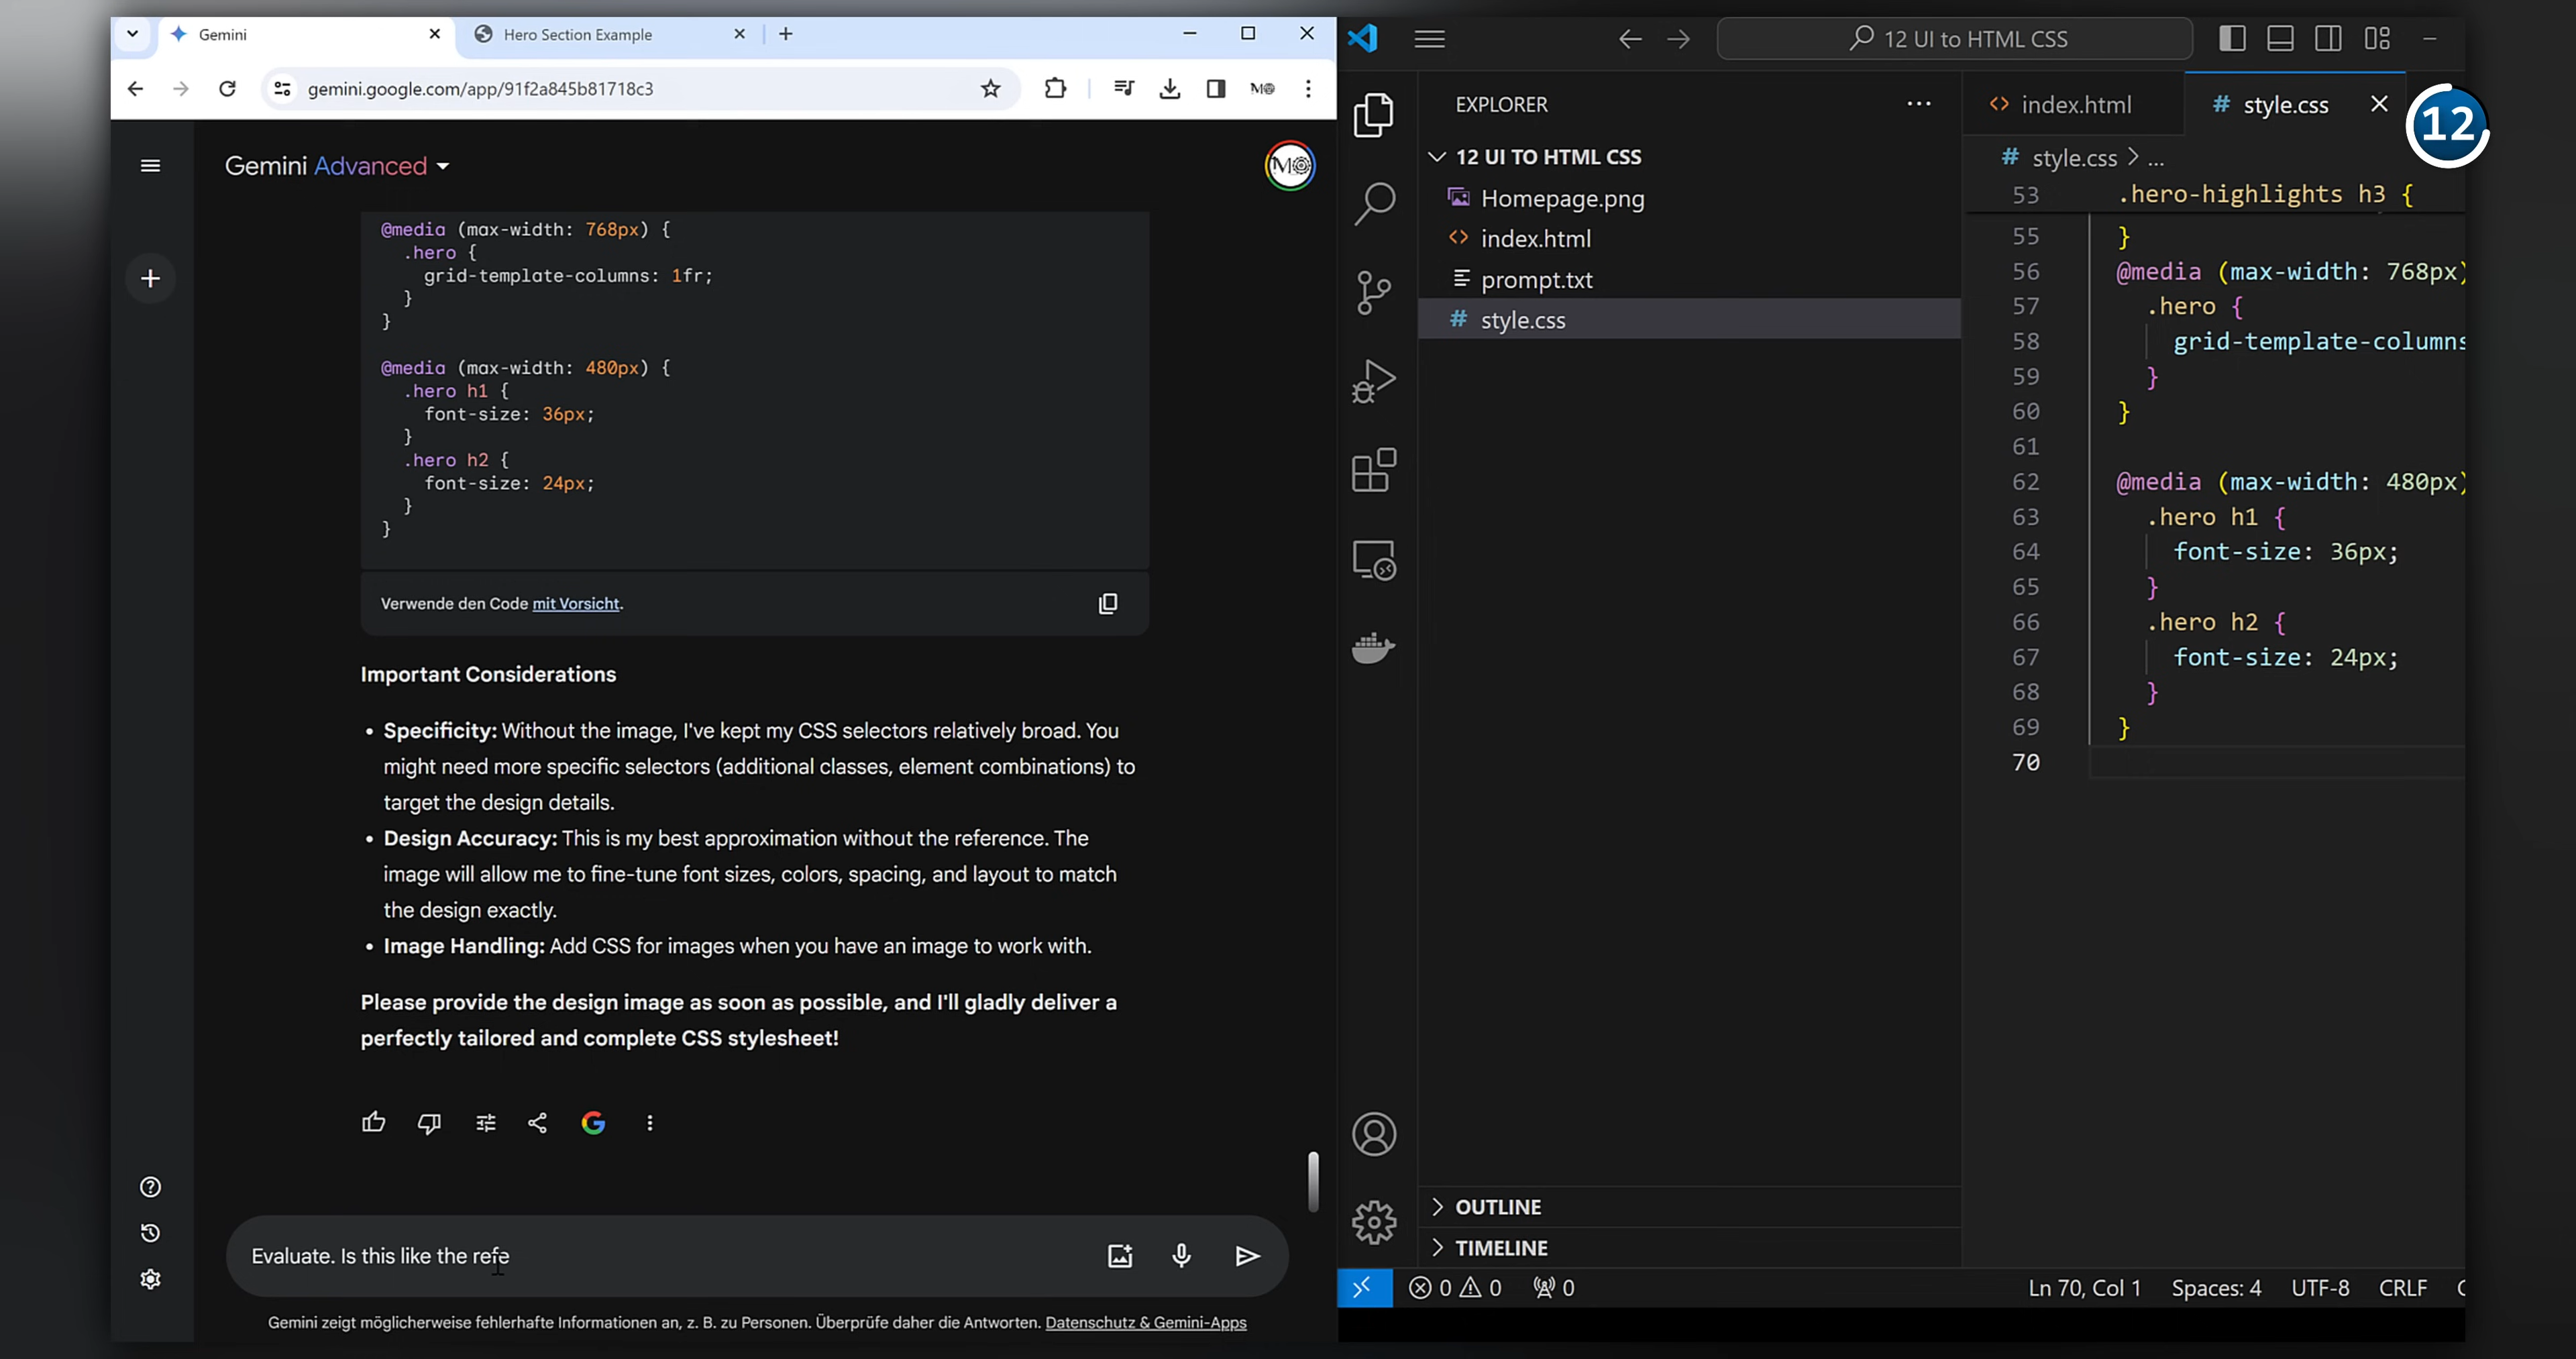 Gemini
Hero Section Example
gemini.google.com/app/91f2a845b81718c3
M
Gemini Advanced
M
@media (max-width: 768px) {
.hero {
grid-template-columns: 1fr;
}
}
@media (max-width: 480px) {
.hero h1 {
font-size: 36px;
}
.hero h2 {
font-size: 24px;
}
}
Verwende den Code mit Vorsicht.
Important Considerations
• Specificity: Without the image, I've kept my CSS selectors relatively broad. You
might need more specific selectors (additional classes, element combinations) to
target the design details.
• Design Accuracy: This is my best approximation without the reference. The
image will allow me to fine-tune font sizes, colors, spacing, and layout to match
the design exactly.
• Image Handling: Add CSS for images when you have an image to work with.
Please provide the design image as soon as possible, and I'll gladly deliver a
perfectly tailored and complete CSS stylesheet!
Evaluate. Is this like the refe
Gemini zeigt möglicherweise fehlerhafte Informationen an, z. B. zu Personen. Überprüfe daher die Antworten. Datenschutz & Gemini-Apps
12 UI to HTML CSS
EXPLORER
12 UI TO HTML CSS
Homepage.png
index.html
prompt.txt
style.css
OUTLINE
TIMELINE
index.html
# style.css
12
# style.css > ...
53 .hero-highlights h3 {
55 }
56 @media (max-width: 768px)
57 .hero {
58 grid-template-columns
59 }
60 }
61
62 @media (max-width: 480px)
63 .hero h1 {
64 font-size: 36px;
65 }
66 .hero h2 {
67 font-size: 24px;
68 }
69 }
70
0 0 0
Ln 70, Col 1 Spaces: 4 UTF-8 CRLF